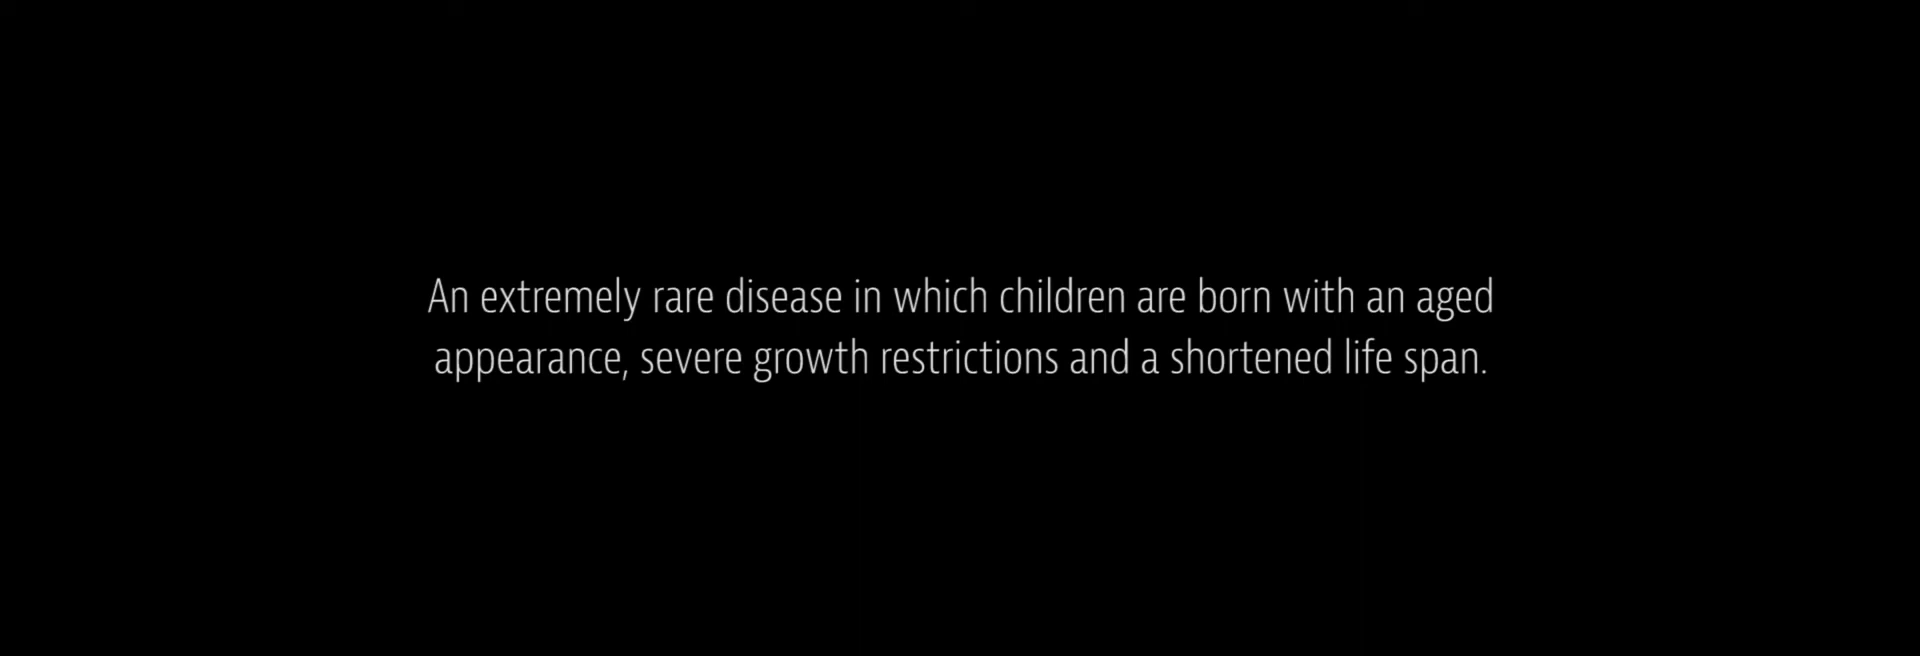 An extremely rare disease in which children are born with an aged
appearance, severe growth restrictions and a shortened life span.